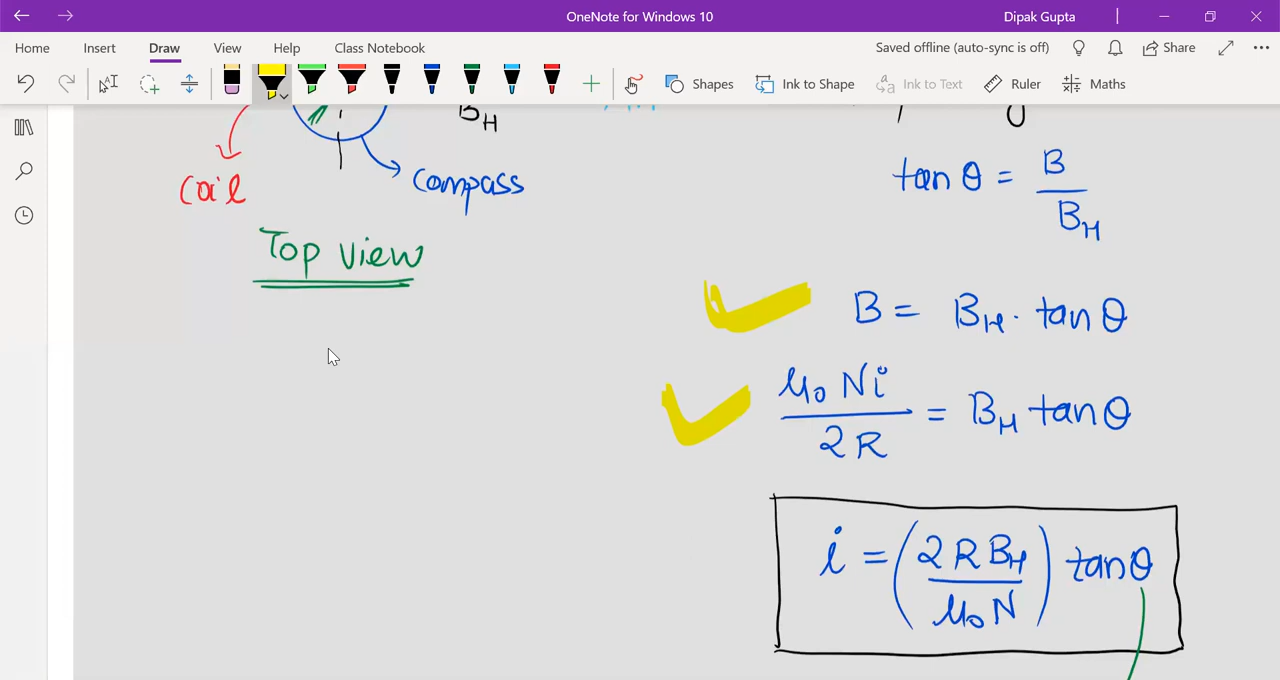 OneNote for Windows 10
Dipak Gupta
Home Insert Draw View Help Class Notebook
Saved offline (auto-sync is off) Share
Shapes Ink to Shape Ink to Text Ruler Maths
B_H
Coil
Compass
Top view
tan θ = B / B_H
B = B_H · tan θ
μ₀ N i / 2 R = B_H tan θ
i = (2 R B_H / μ₀ N) tan θ